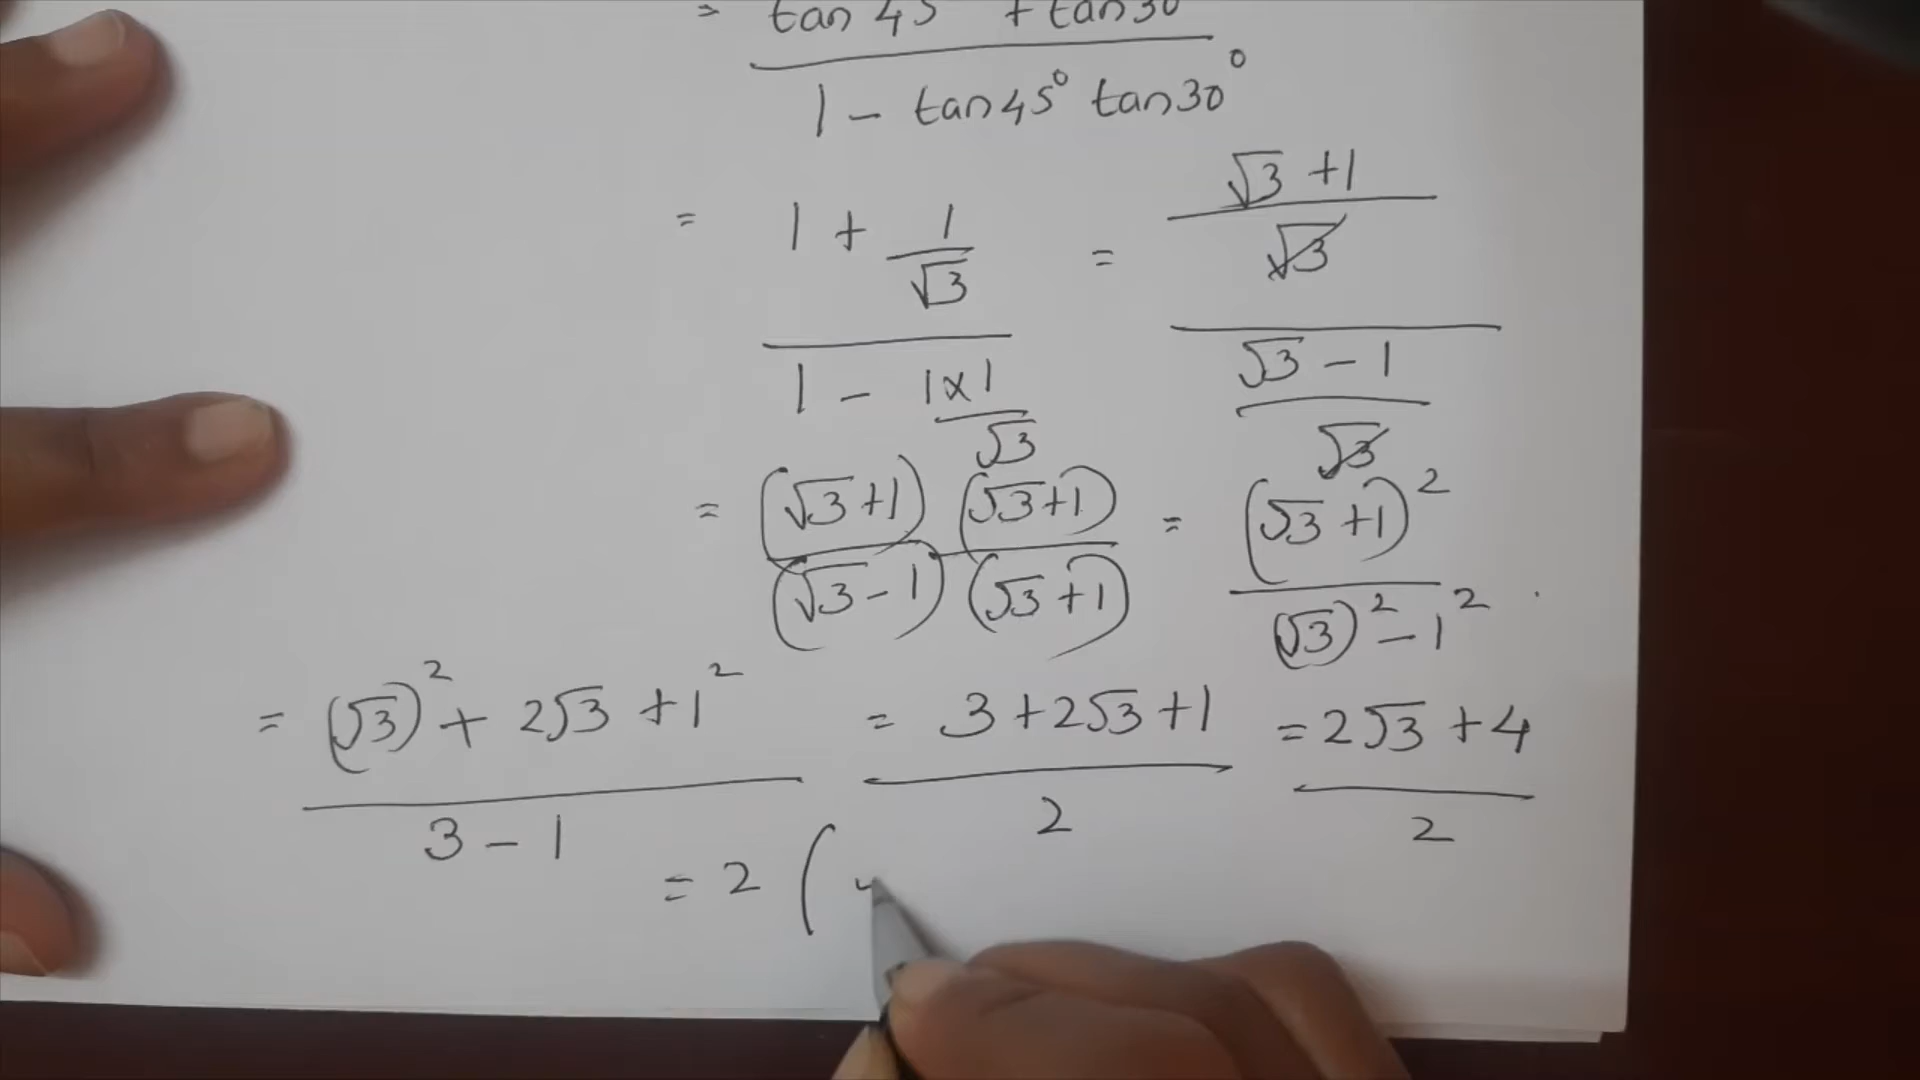 = tan 45 + tan 30
1 - tan 45° tan 30°
= 1 + 1/√3 = √3 + 1 / √3
1 - 1×1/√3   √3 - 1 / √3
= (√3+1) (√3+1) = (√3+1)²
(√3-1) (√3+1)   (√3)² - 1²
= (√3)² + 2√3 + 1² = 3 + 2√3 + 1 = 2√3 + 4
3 - 1   2   2
= 2 (